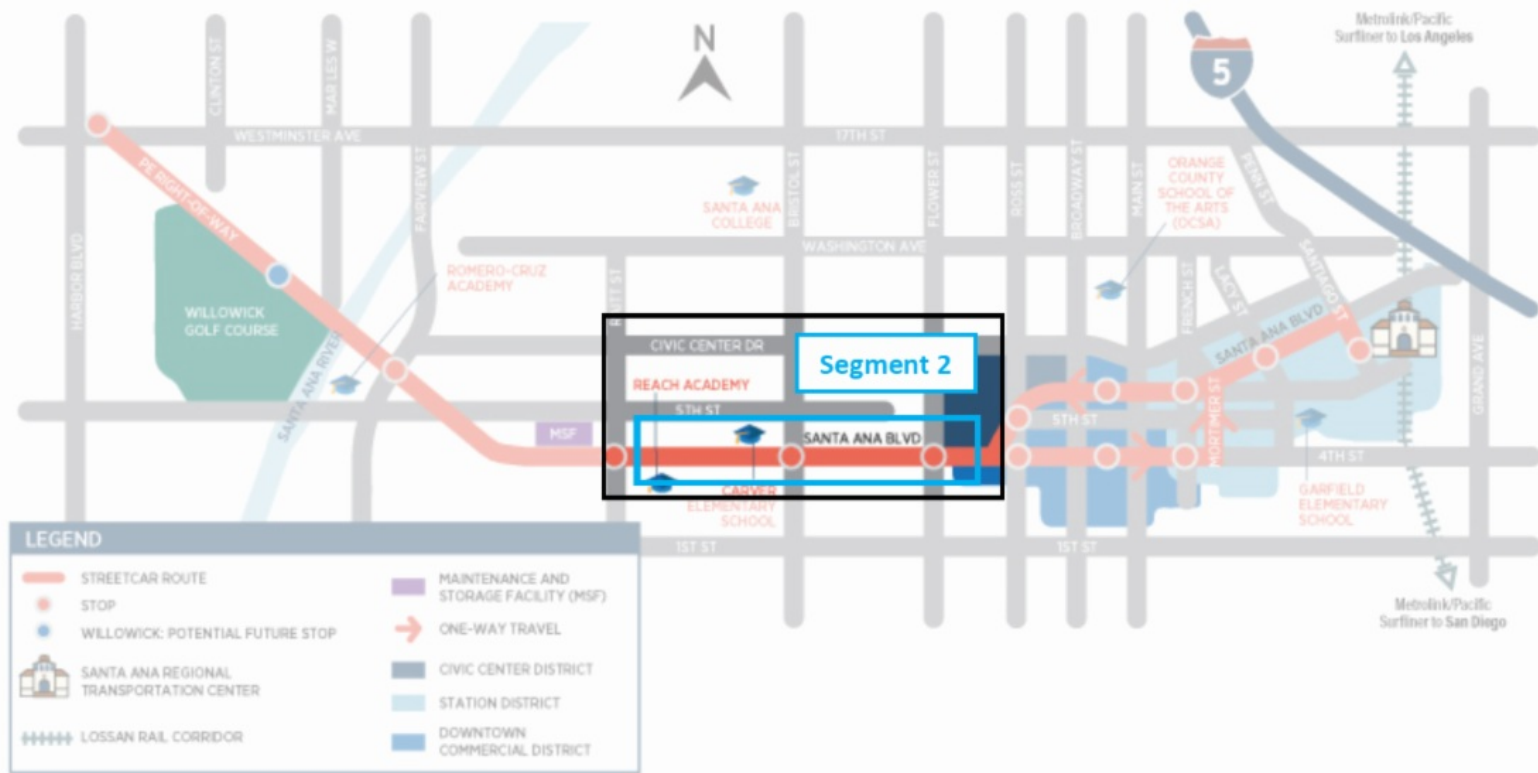 Metrolink/Pacific
Surfliner to Los Angeles
N
5
CLINTON ST
WESTMINSTER AVE
17TH ST
PE RIGHT-OF-WAY
HARBOR BLVD
FAIRVIEW ST
BRISTOL ST
FLOWER ST
ROSS ST
BROADWAY ST
MAIN ST
PENN ST
ORANGE
COUNTY
SCHOOL OF
THE ARTS
(OCSA)
SANTA ANA
COLLEGE
WASHINGTON AVE
ROMERO-CRUZ
ACADEMY
WILLOWICK
GOLF COURSE
SANTA ANA RIVER
FRENCH ST
LACY ST
SANTIAGO ST
SANTA ANA BLVD
GRAND AVE
CIVIC CENTER DR
Segment 2
REACH ACADEMY
5TH ST
5TH ST
MSF
SANTA ANA BLVD
MORTIMER ST
4TH ST
CARVER
ELEMENTARY
SCHOOL
GARFIELD
ELEMENTARY
SCHOOL
1ST ST
1ST ST
Metrolink/Pacific
Surfliner to San Diego
LEGEND
STREETCAR ROUTE
STOP
WILLOWICK: POTENTIAL FUTURE STOP
SANTA ANA REGIONAL
TRANSPORTATION CENTER
LOSSAN RAIL CORRIDOR
MAINTENANCE AND
STORAGE FACILITY (MSF)
ONE-WAY TRAVEL
CIVIC CENTER DISTRICT
STATION DISTRICT
DOWNTOWN
COMMERCIAL DISTRICT